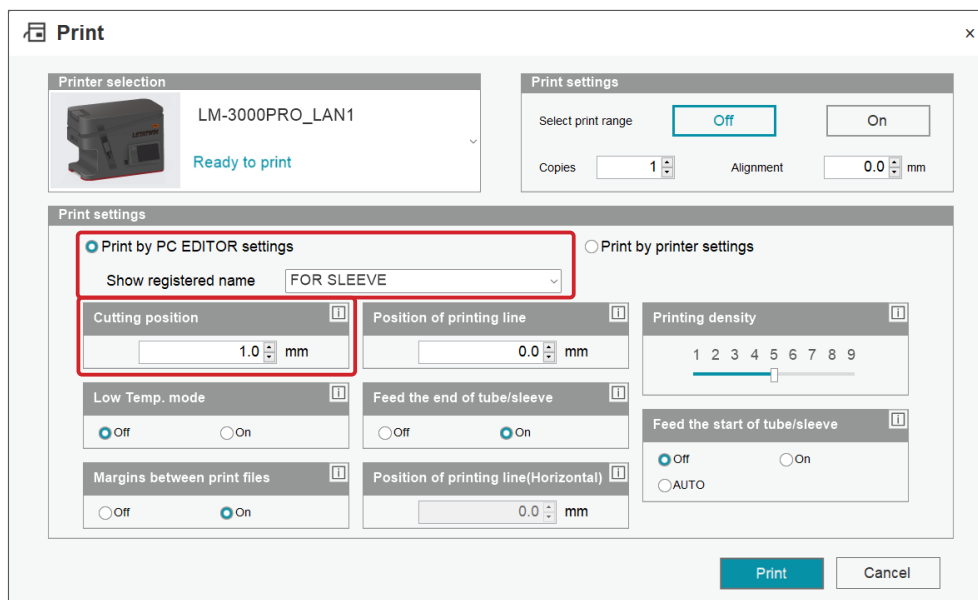 Print
×
Printer selection
LM-3000PRO_LAN1
Ready to print
Print settings
Select print range Off On
Copies 1 Alignment 0.0 mm
Print settings
Print by PC EDITOR settings Print by printer settings
Show registered name FOR SLEEVE
Cutting position Position of printing line Printing density
1.0 mm 0.0 mm 1 2 3 4 5 6 7 8 9
Low Temp. mode Feed the end of tube/sleeve
Off On Off On
Feed the start of tube/sleeve
Off On
AUTO
Margins between print files Position of printing line(Horizontal)
Off On 0.0 mm
Print Cancel